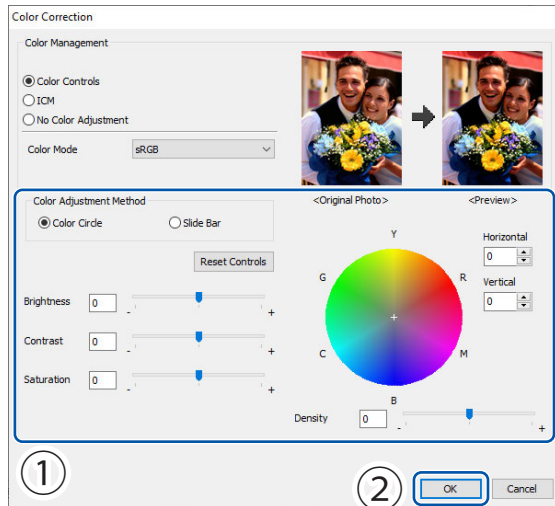 Color Correction
Color Management
Color Controls
ICM
No Color Adjustment
Color Mode
sRGB
Color Adjustment Method
Color Circle
Slide Bar
<Original Photo>
<Preview>
Reset Controls
Y
R
M
B
C
G
Horizontal
0
Vertical
0
Brightness
0
-
+
Contrast
0
-
+
Saturation
0
-
+
Density
0
-
+
①
②
OK
Cancel